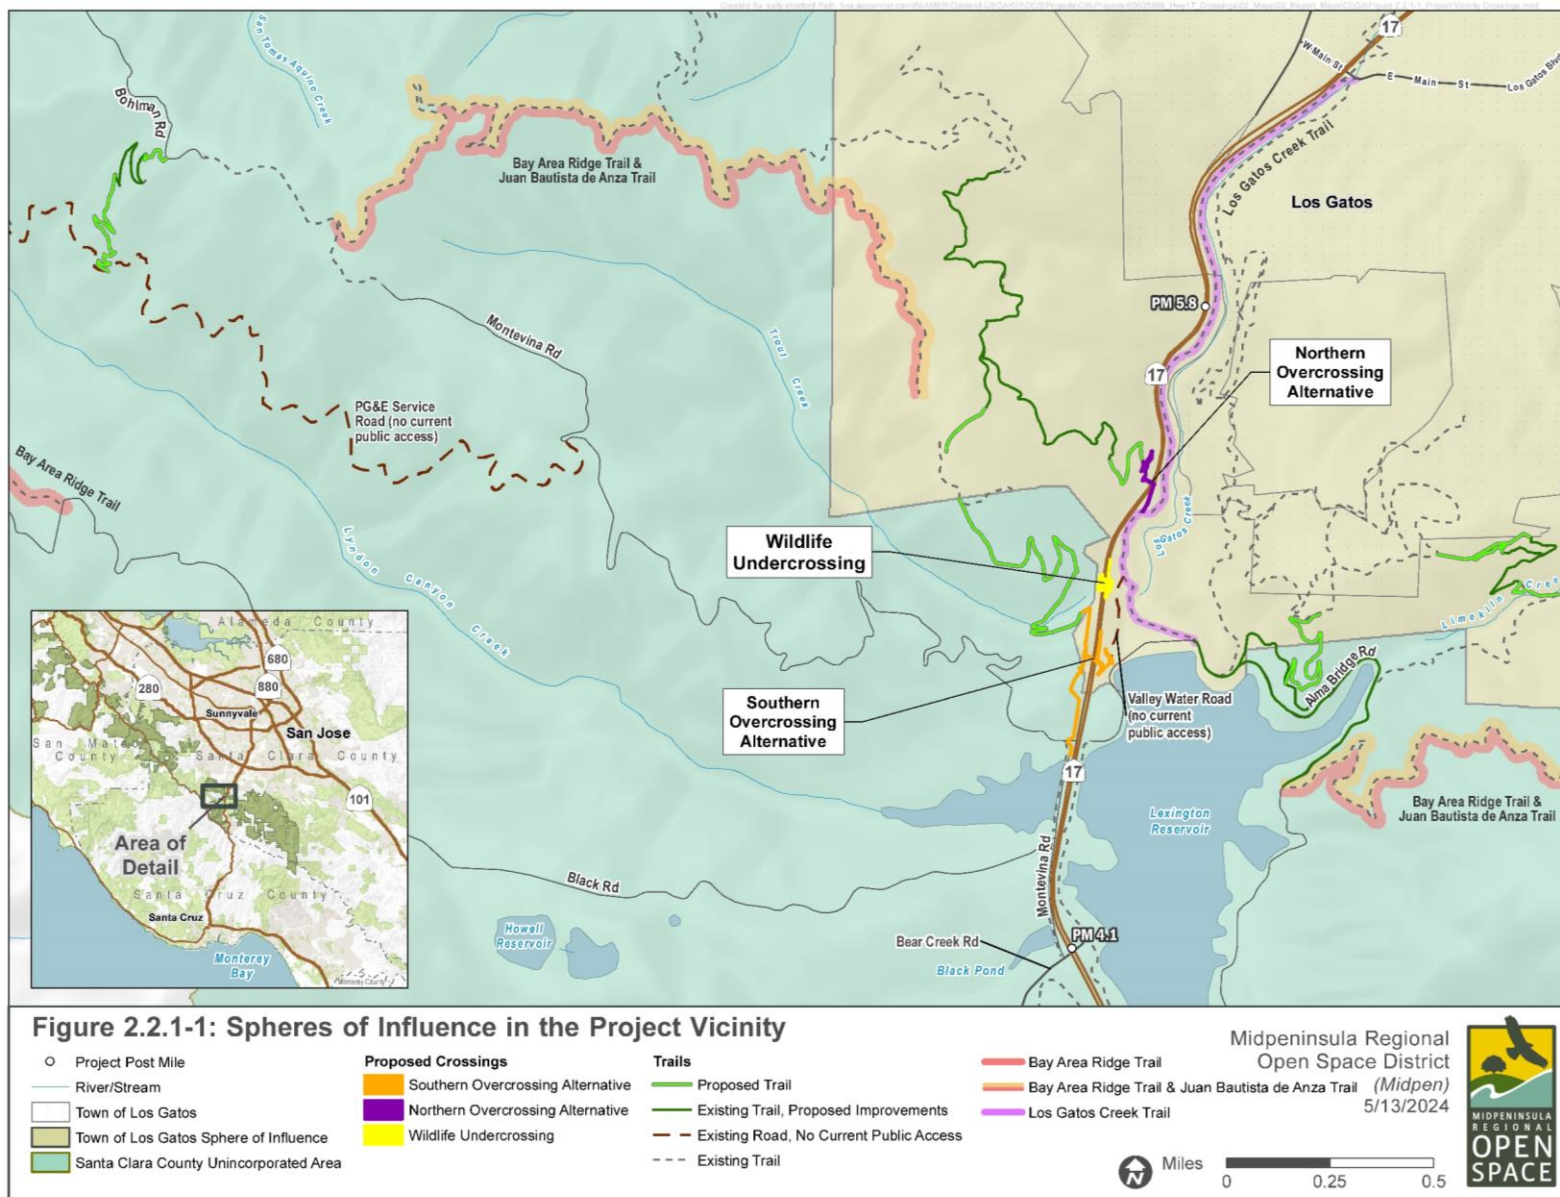 17
W Main St
E Main St
Los Gatos Blvd
San Tomas Aquino Creek
Bohlman Rd
Los Gatos Creek Trail
Bay Area Ridge Trail &
Juan Bautista de Anza Trail
Los Gatos
PM 5.8
Montevina Rd
Trout Creek
17
Northern
Overcrossing
Alternative
PG&E Service
Road (no current
public access)
Bay Area Ridge Trail
Los Gatos Creek
Wildlife
Undercrossing
Lyndon Canyon Creek
Limekiln Cree
Alma Bridge Rd
Southern
Overcrossing
Alternative
Valley Water Road
(no current
public access)
17
Lexington
Reservoir
Bay Area Ridge Trail &
Juan Bautista de Anza Trail
Black Rd
Montevina Rd
Howell
Reservoir
Bear Creek Rd
PM 4.1
Black Pond
Alameda County
680
280
880
Sunnyvale
San Jose
San Mateo
County
Santa Clara County
101
Area of
Detail
Santa Cruz County
Santa Cruz
Monterey
Bay
Monterey County
Figure 2.2.1-1: Spheres of Influence in the Project Vicinity
Project Post Mile
River/Stream
Town of Los Gatos
Town of Los Gatos Sphere of Influence
Santa Clara County Unincorporated Area
Proposed Crossings
Southern Overcrossing Alternative
Northern Overcrossing Alternative
Wildlife Undercrossing
Trails
Proposed Trail
Existing Trail, Proposed Improvements
Existing Road, No Current Public Access
Existing Trail
Bay Area Ridge Trail
Bay Area Ridge Trail & Juan Bautista de Anza Trail
Los Gatos Creek Trail
Midpeninsula Regional
Open Space District
(Midpen)
5/13/2024
N
Miles
0
0.25
0.5
MIDPENINSULA
REGIONAL
OPEN
SPACE